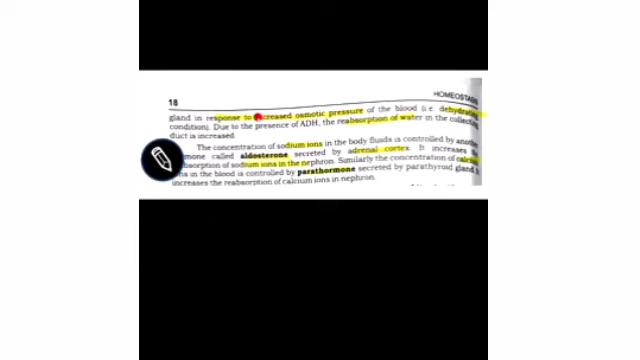 18
HOMEOSTASIS
gland in response to increased osmotic pressure of the blood (i.e. dehydration
condition). Due to the presence of ADH, the reabsorption of water in the collecting
duct is increased.
The concentration of sodium ions in the body fluids is controlled by another
hormone called aldosterone secreted by adrenal cortex. It increases the
reabsorption of sodium ions in the nephron. Similarly the concentration of calcium
ions in the blood is controlled by parathormone secreted by parathyroid gland. It
increases the reabsorption of calcium ions in nephron.